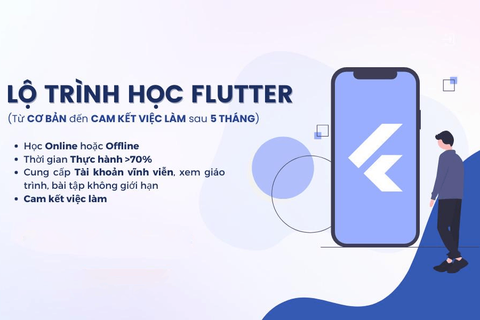 LỘ TRÌNH HỌC FLUTTER
(Từ CƠ BẢN đến CAM KẾT VIỆC LÀM sau 5 THÁNG)
Học Online hoặc Offline
Thời gian Thực hành >70%
Cung cấp Tài khoản vĩnh viễn, xem giáo
trình, bài tập không giới hạn
Cam kết việc làm